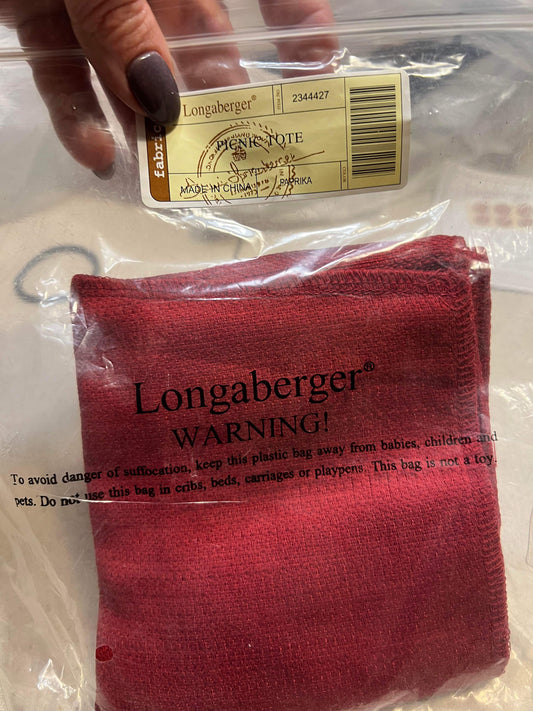 fabric
Longaberger®
Item No.
2344427
PICNIC TOTE
MADE IN CHINA
PAPRIKA
Longaberger®
WARNING!
To avoid danger of suffocation, keep this plastic bag away from babies, children and
pets. Do not use this bag in cribs, beds, carriages or playpens. This bag is not a toy.